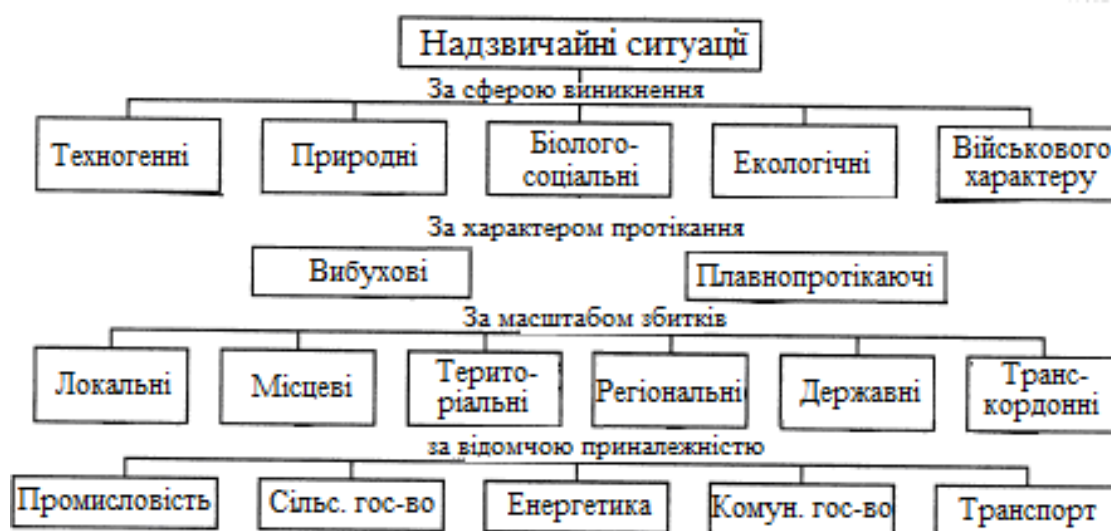 Надзвичайні ситуації
За сферою виникнення
Техногенні
Природні
Біолого-
соціальні
Екологічні
Військового
характеру
За характером протікання
Вибухові
Плавнопротікаючі
За масштабом збитків
Локальні
Місцеві
Терито-
ріальні
Регіональні
Державні
Транс-
кордонні
за відомчою приналежністю
Промисловість
Сільс. гос-во
Енергетика
Комун. гос-во
Транспорт